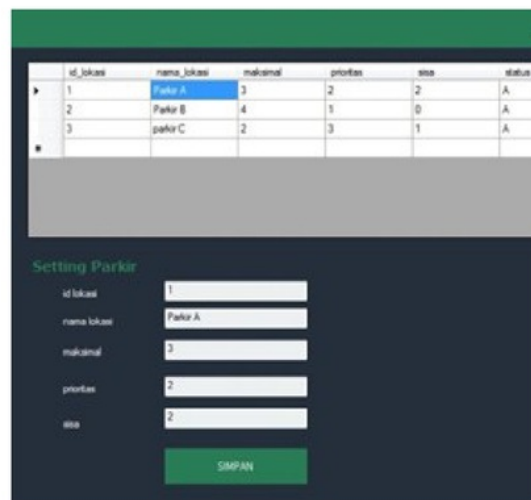 id_lokasi nama_lokasi maksimal prioritas sisa status
1 Parkir A 3 2 2 A
2 Parkir B 4 1 0 A
3 parkir C 2 3 1 A
Setting Parkir
id lokasi 1
nama lokasi Parkir A
maksimal 3
prioritas 2
sisa 2
SIMPAN